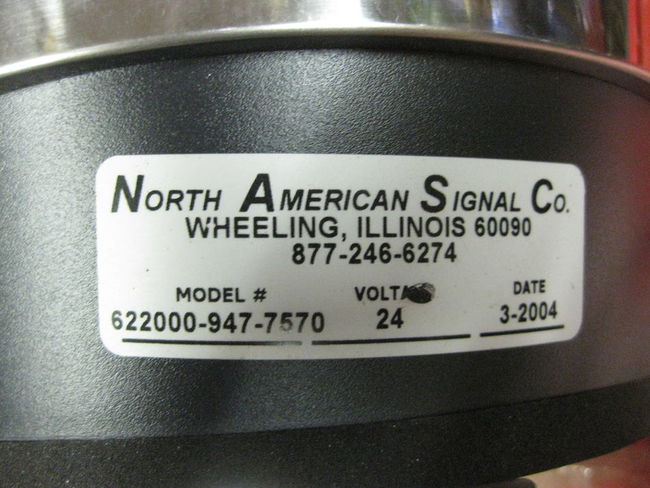 NORTH AMERICAN SIGNAL CO.
WHEELING, ILLINOIS 60090
877-246-6274
MODEL # DATE
622000-947-7570 24 3-2004